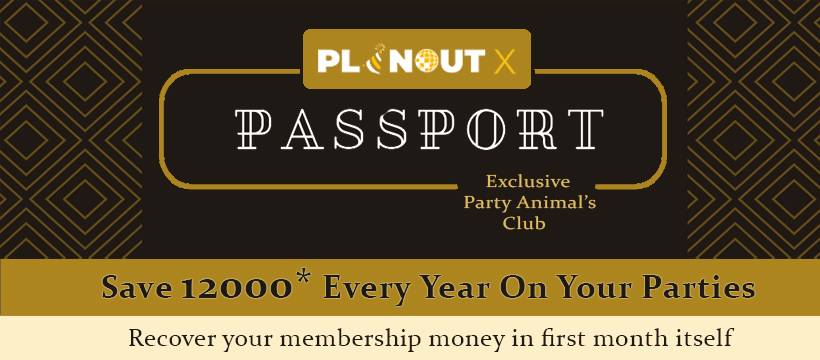 PLANOUT X
PASSPORT
Exclusive
Party Animal's
Club
Save 12000* Every Year On Your Parties
Recover your membership money in first month itself